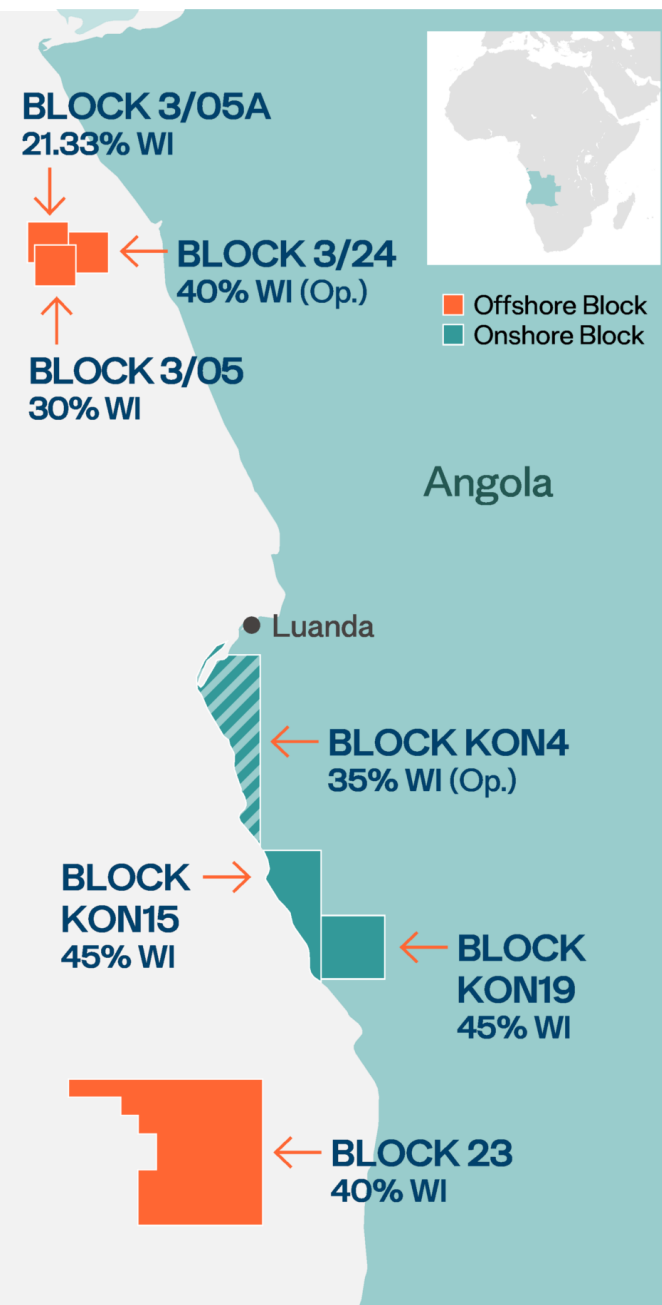 BLOCK 3/05A
21.33% WI
BLOCK 3/24
40% WI (Op.)
BLOCK 3/05
30% WI
Offshore Block
Onshore Block
Angola
Luanda
BLOCK KON4
35% WI (Op.)
BLOCK
KON15
45% WI
BLOCK
KON19
45% WI
BLOCK 23
40% WI